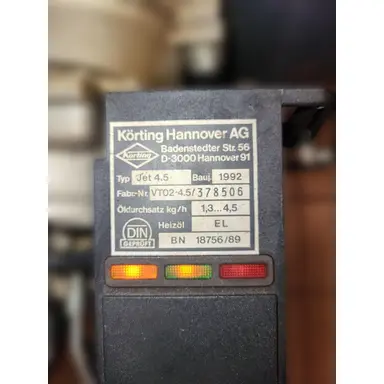 Körting Hannover AG
Badenstedter Str. 56
D-3000 Hannover 91
Körting
Typ Jet 4.5 Bauj. 1992
Fabr.-Nr. VT02-4.5/378506
Öldurchsatz kg/h 1,3...4,5
Heizöl EL
DIN
GEPRÜFT
BN 18756/89